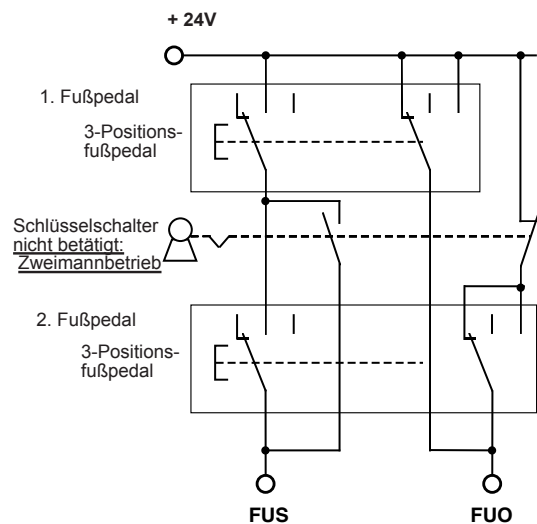 + 24V
1. Fußpedal
3-Positions-
fußpedal
Schlüsselschalter
nicht betätigt:
Zweimannbetrieb
2. Fußpedal
3-Positions-
fußpedal
FUS
FUO